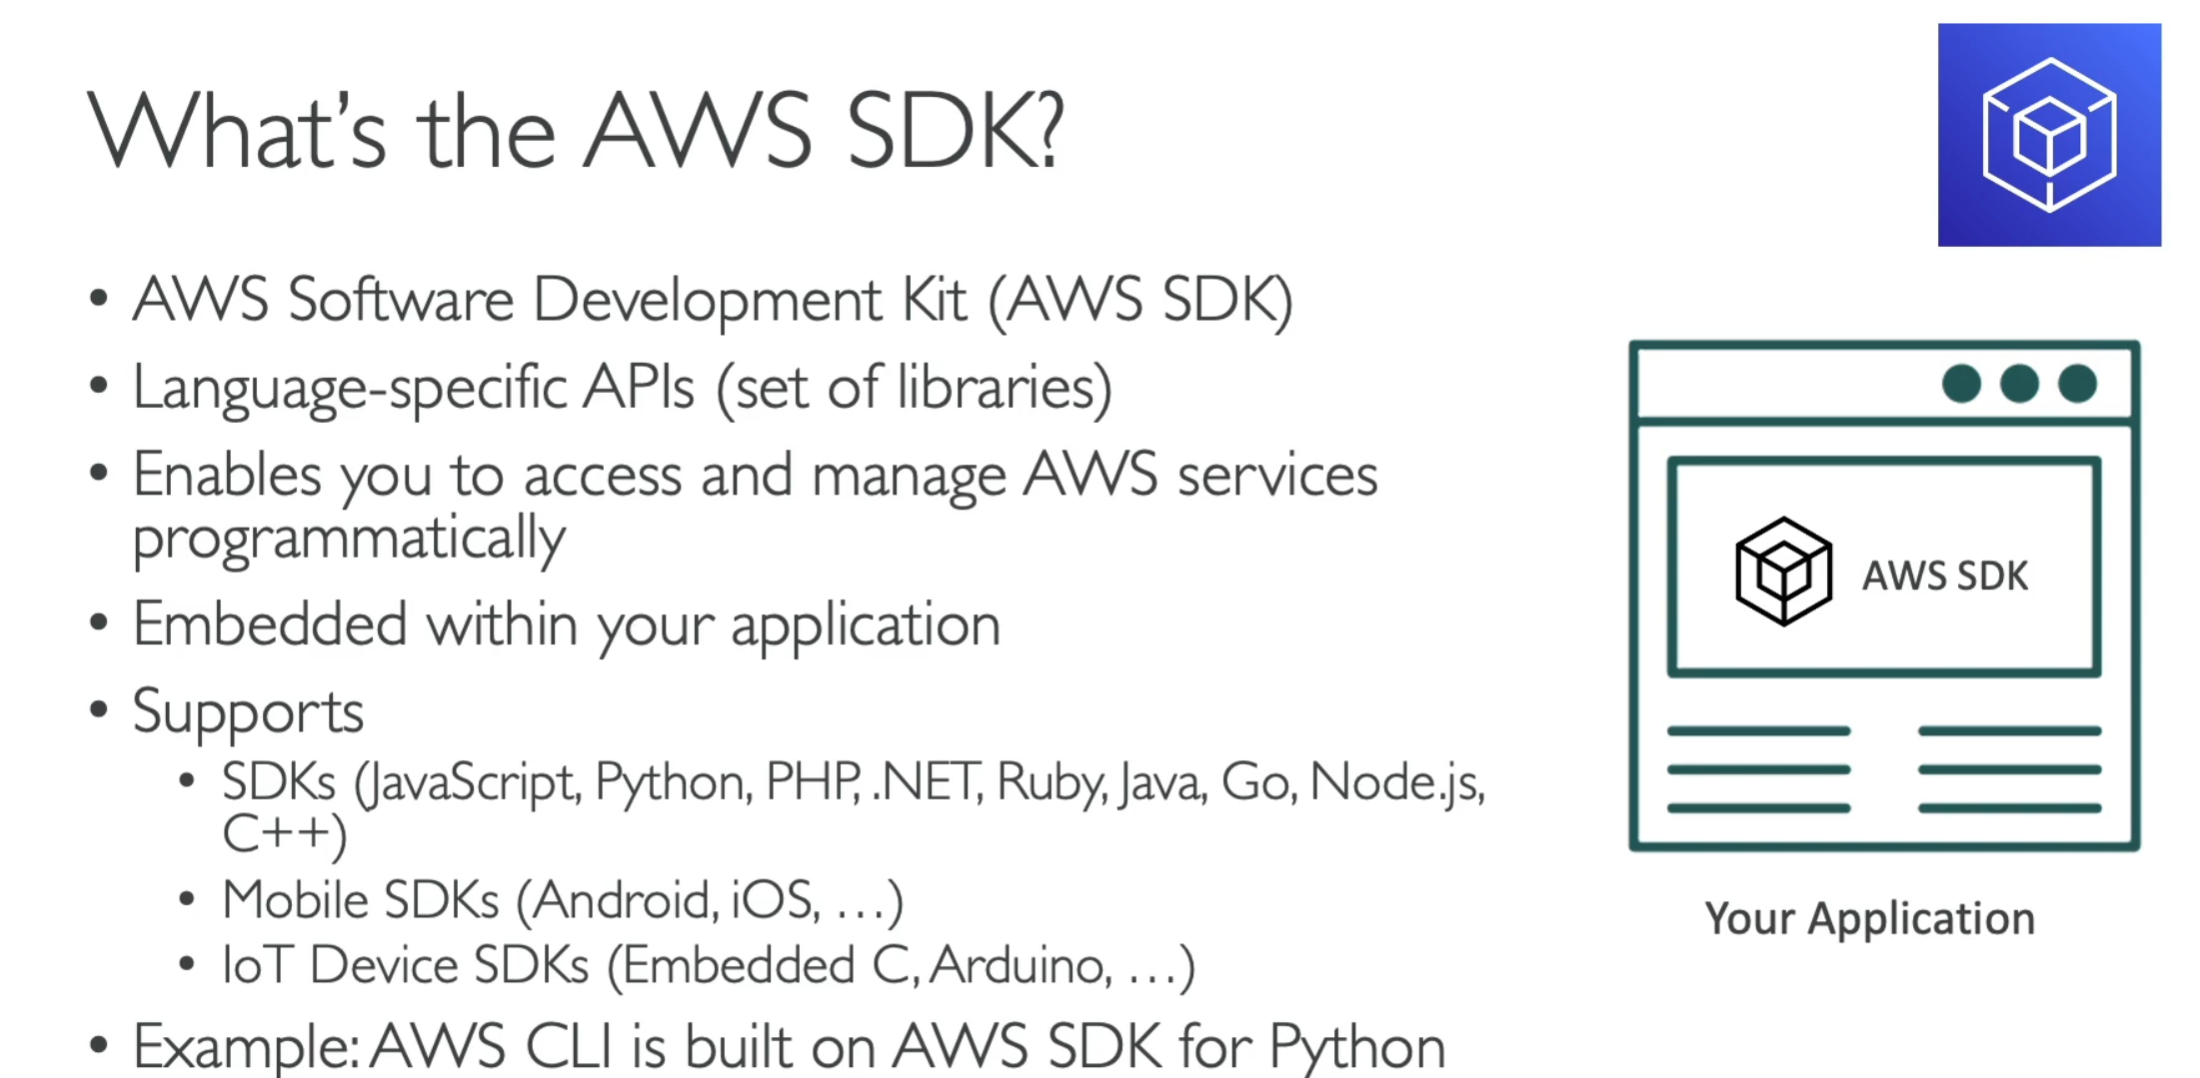 What's the AWS SDK?
• AWS Software Development Kit (AWS SDK)
• Language-specific APIs (set of libraries)
• Enables you to access and manage AWS services
programmatically
• Embedded within your application
• Supports
• SDKs (JavaScript, Python, PHP, .NET, Ruby, Java, Go, Node.js,
C++)
• Mobile SDKs (Android, iOS, …)
• IoT Device SDKs (Embedded C, Arduino, …)
• Example: AWS CLI is built on AWS SDK for Python
AWS SDK
Your Application